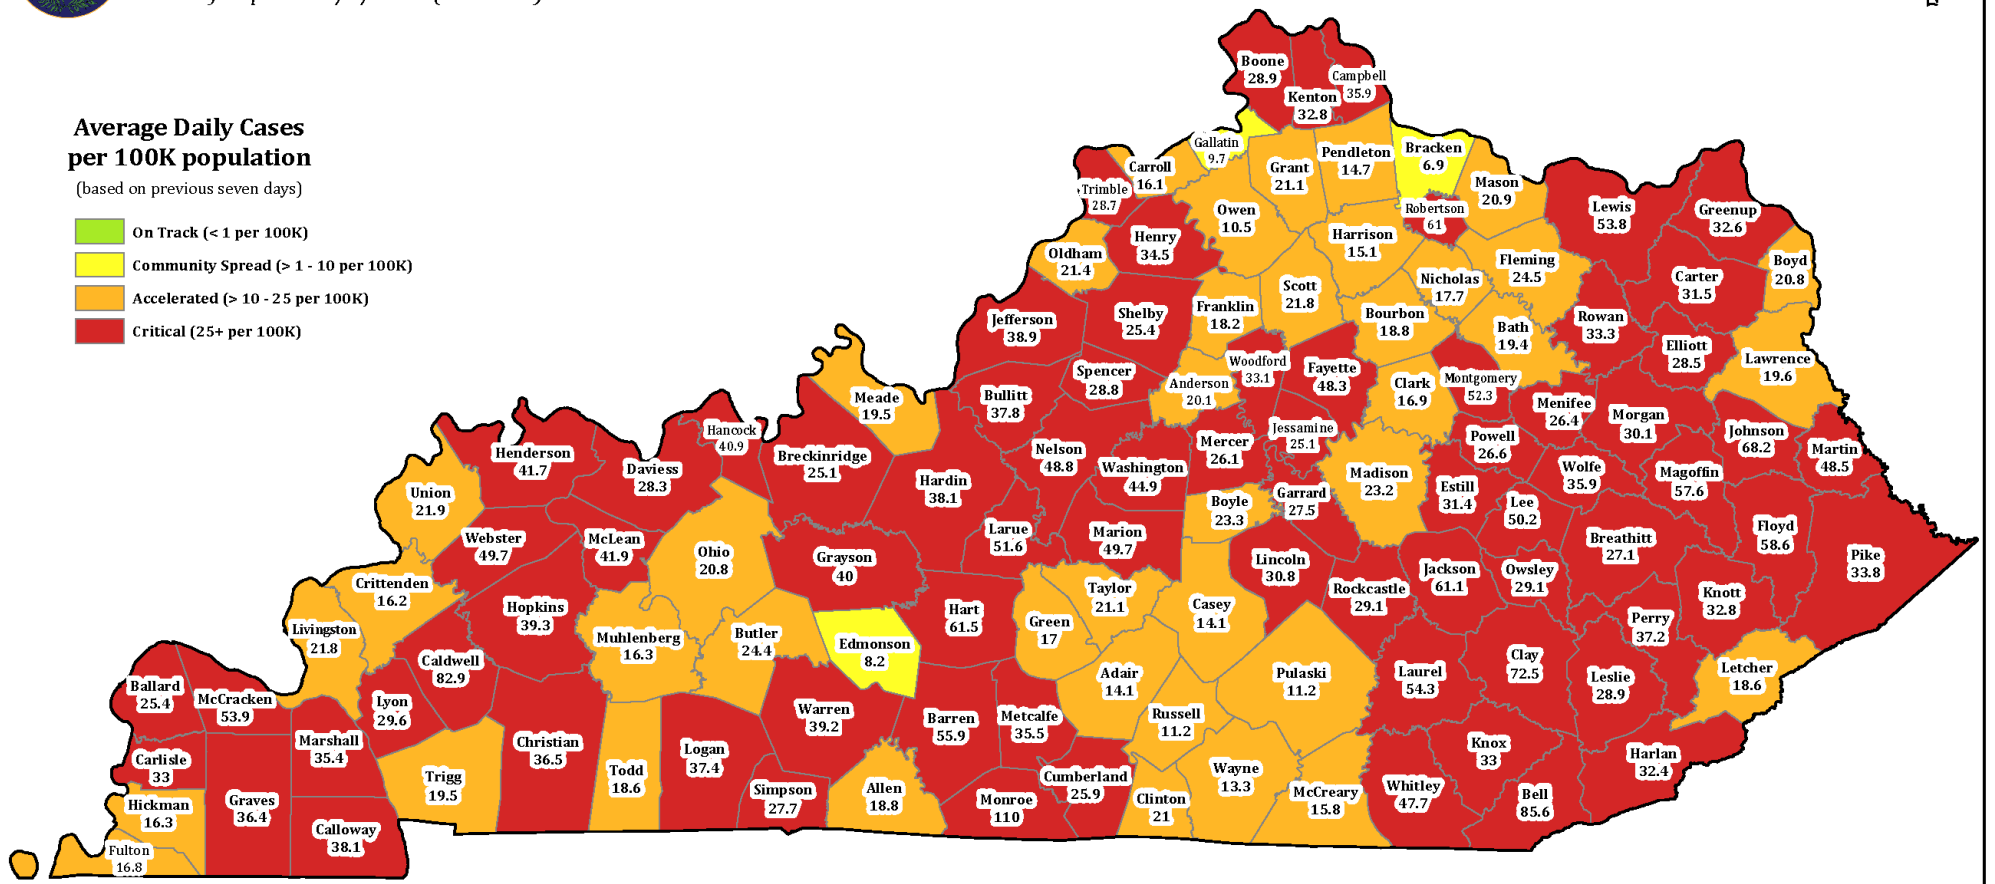 Average Daily Cases
per 100K population
(based on previous seven days)
On Track (< 1 per 100K)
Community Spread (> 1 - 10 per 100K)
Accelerated (> 10 - 25 per 100K)
Critical (25+ per 100K)
Boone
28.9
Kenton
32.8
Campbell
35.9
Gallatin
9.7
Carroll
16.1
Trimble
28.7
Grant
21.1
Pendleton
14.7
Bracken
6.9
Mason
20.9
Robertson
61
Lewis
53.8
Greenup
32.6
Owen
10.5
Henry
34.5
Oldham
21.4
Harrison
15.1
Nicholas
17.7
Fleming
24.5
Carter
31.5
Boyd
20.8
Jefferson
38.9
Shelby
25.4
Franklin
18.2
Scott
21.8
Bourbon
18.8
Bath
19.4
Rowan
33.3
Elliott
28.5
Lawrence
19.6
Spencer
28.8
Anderson
20.1
Woodford
33.1
Fayette
48.3
Clark
16.9
Montgomery
52.3
Menifee
26.4
Morgan
30.1
Johnson
68.2
Martin
48.5
Meade
19.5
Bullitt
37.8
Nelson
48.8
Washington
44.9
Mercer
26.1
Jessamine
25.1
Madison
23.2
Powell
26.6
Wolfe
35.9
Magoffin
57.6
Henderson
41.7
Daviess
28.3
Hancock
40.9
Breckinridge
25.1
Hardin
38.1
Boyle
23.3
Garrard
27.5
Estill
31.4
Lee
50.2
Union
21.9
Webster
49.7
McLean
41.9
Ohio
20.8
Grayson
40
Larue
51.6
Marion
49.7
Lincoln
30.8
Rockcastle
29.1
Jackson
61.1
Owsley
29.1
Breathitt
27.1
Floyd
58.6
Pike
33.8
Crittenden
16.2
Livingston
21.8
Hopkins
39.3
Muhlenberg
16.3
Butler
24.4
Edmonson
8.2
Hart
61.5
Green
17
Taylor
21.1
Casey
14.1
Perry
37.2
Knott
32.8
Ballard
25.4
McCracken
53.9
Caldwell
82.9
Lyon
29.6
Adair
14.1
Pulaski
11.2
Laurel
54.3
Clay
72.5
Leslie
28.9
Letcher
18.6
Carlisle
33
Marshall
35.4
Christian
36.5
Logan
37.4
Warren
39.2
Barren
55.9
Metcalfe
35.5
Russell
11.2
Knox
33
Harlan
32.4
Hickman
16.3
Graves
36.4
Calloway
38.1
Trigg
19.5
Todd
18.6
Simpson
27.7
Allen
18.8
Monroe
110
Cumberland
25.9
Clinton
21
Wayne
13.3
McCreary
15.8
Whitley
47.7
Bell
85.6
Fulton
16.8